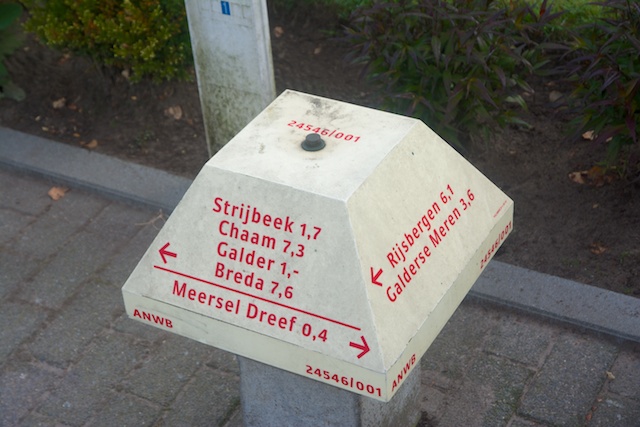 24546/001
Strijbeek 1,7
Chaam 7,3
Galder 1,-
← Breda 7,6
Meersel Dreef 0,4 →
ANWB
24546/001
Rijsbergen 6,1
← Galderse Meren 3,6
ANWB
24546/001